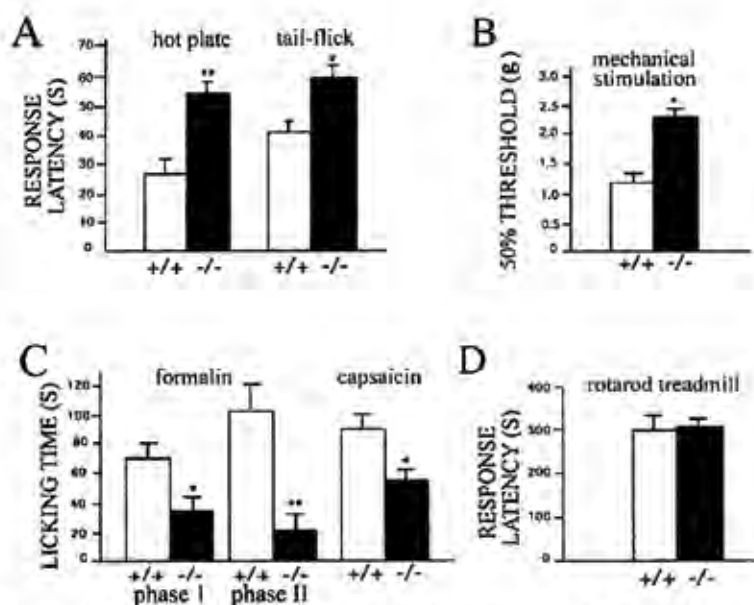 A
hot plate tail-flick
RESPONSE
LATENCY (S)
70
60
50
40
30
20
10
0
**
+/+ -/- +/+ -/-
B
mechanical
stimulation
50% THRESHOLD (g)
3.0
2.5
2.0
1.5
1.0
0.5
0
*
+/+ -/-
C
formalin capsaicin
LICKING TIME (S)
120
100
80
60
40
20
0
* ** *
+/+ -/- +/+ -/- +/+ -/-
phase I phase II
D
rotarod treadmill
RESPONSE
LATENCY (S)
400
300
200
100
0
+/+ -/-